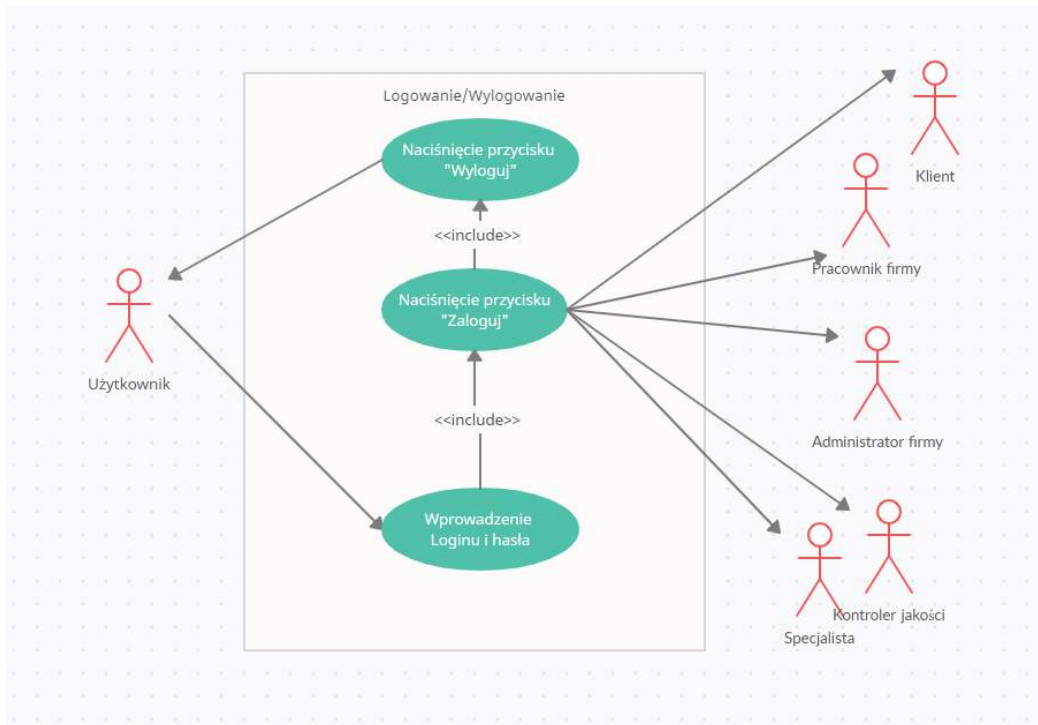 Logowanie/Wylogowanie
Naciśnięcie przycisku
"Wyloguj"
<<include>>
Naciśnięcie przycisku
"Zaloguj"
<<include>>
Wprowadzenie
Loginu i hasła
Użytkownik
Klient
Pracownik firmy
Administrator firmy
Kontroler jakości
Specjalista